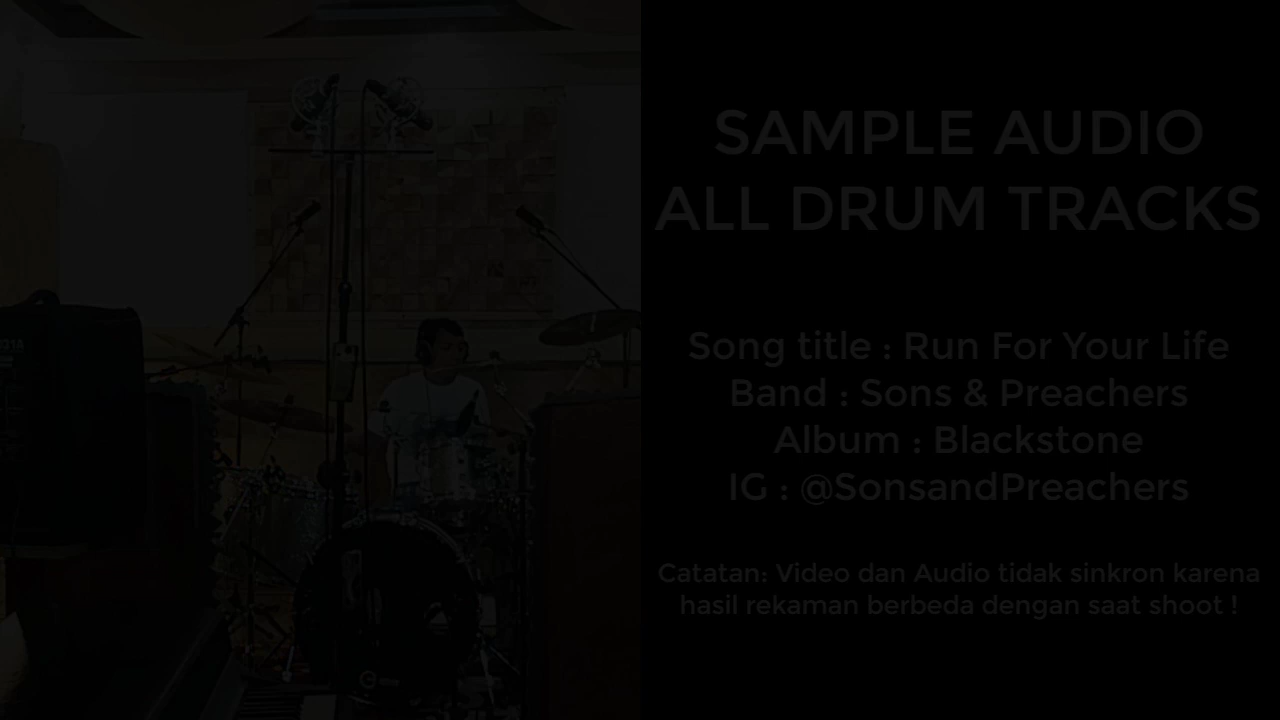 SAMPLE AUDIO
ALL DRUM TRACKS
Song title : Run For Your Life
Band : Sons & Preachers
Album : Blackstone
IG : @SonsandPreachers
Catatan: Video dan Audio tidak sinkron karena
hasil rekaman berbeda dengan saat shoot !